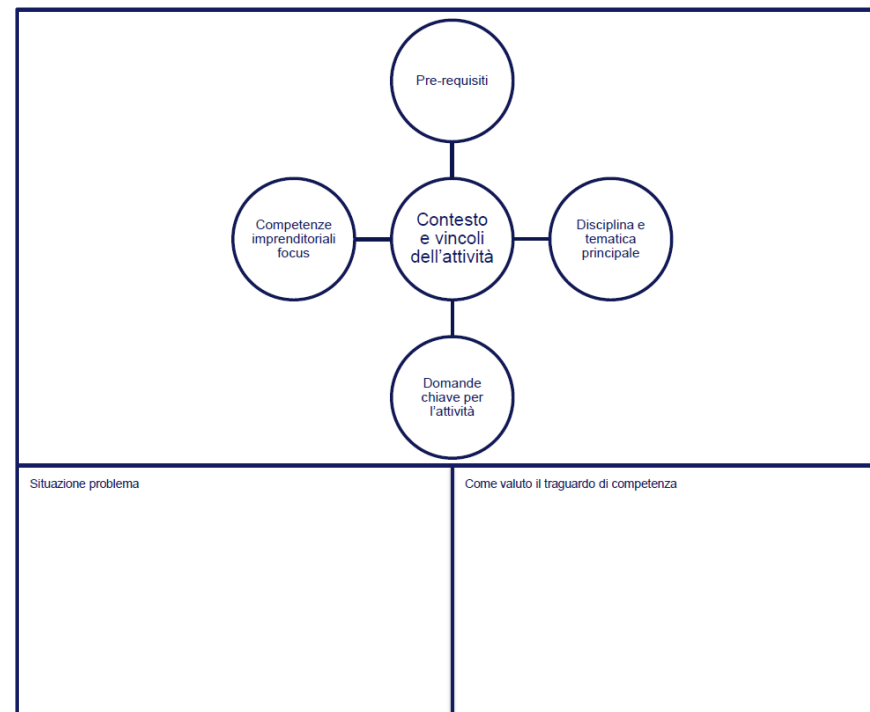 Pre-requisiti
Competenze
imprenditoriali
focus
Contesto
e vincoli
dell'attività
Disciplina e
tematica
principale
Domande
chiave per
l'attività
Situazione problema
Come valuto il traguardo di competenza